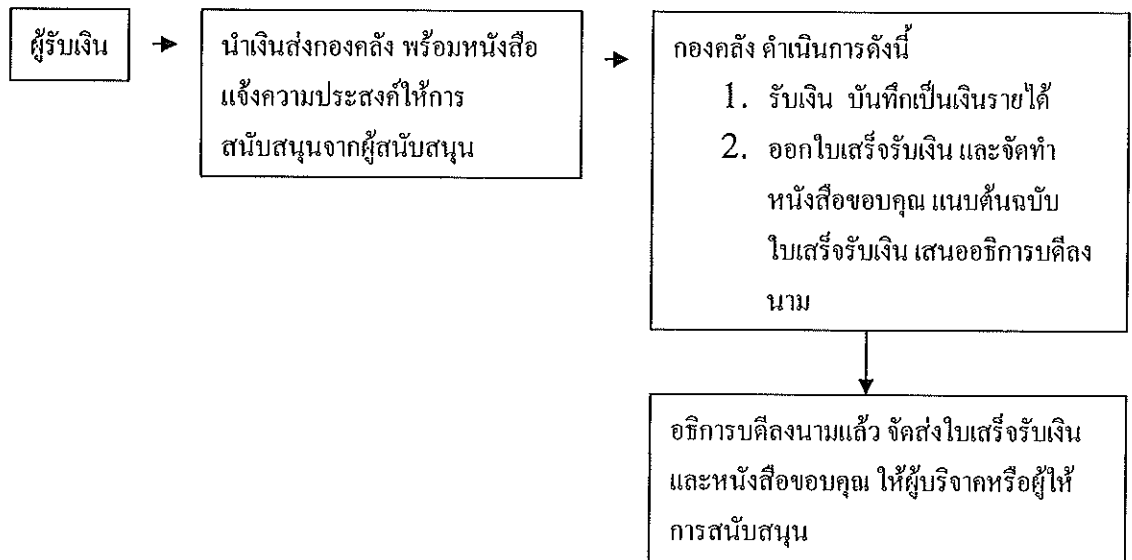 ผู้รับเงิน
นำเงินส่งกองคลัง พร้อมหนังสือ
แจ้งความประสงค์ให้การ
สนับสนุนจากผู้สนับสนุน
กองคลัง ดำเนินการดังนี้
1. รับเงิน บันทึกเป็นเงินรายได้
2. ออกใบเสร็จรับเงิน และจัดทำ
หนังสือขอบคุณ แนบต้นฉบับ
ใบเสร็จรับเงิน เสนออธิการบดีลง
นาม
อธิการบดีลงนามแล้ว จัดส่งใบเสร็จรับเงิน
และหนังสือขอบคุณ ให้ผู้บริจาคหรือผู้ให้
การสนับสนุน